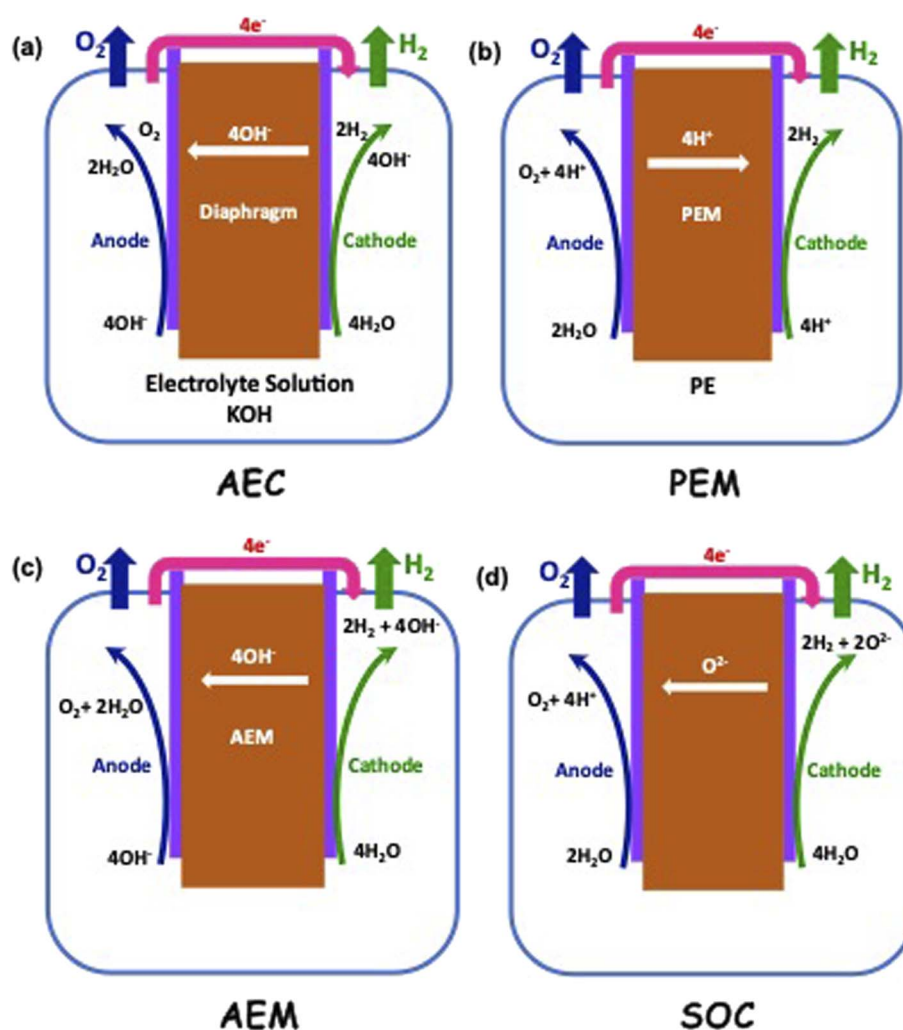 (a)
O₂
4e⁻
H₂
O₂
4OH⁻
2H₂
2H₂O
4OH⁻
Diaphragm
Anode
Cathode
4OH⁻
4H₂O
Electrolyte Solution
KOH
AEC
(b)
O₂
4e⁻
H₂
4H⁺
2H₂
O₂+ 4H⁺
PEM
Anode
Cathode
2H₂O
4H⁺
PE
PEM
(c)
O₂
4e⁻
H₂
2H₂ + 4OH⁻
4OH⁻
O₂+ 2H₂O
AEM
Anode
Cathode
4OH⁻
4H₂O
AEM
(d)
O₂
4e⁻
H₂
2H₂ + 2O²⁻
O²⁻
O₂+ 4H⁺
Anode
Cathode
2H₂O
4H₂O
SOC